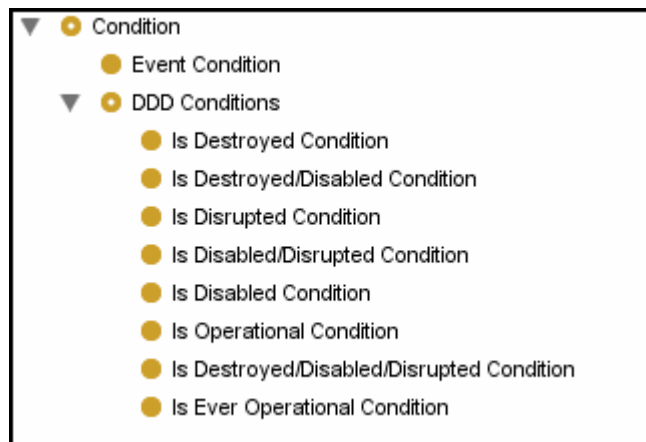 Condition
Event Condition
DDD Conditions
Is Destroyed Condition
Is Destroyed/Disabled Condition
Is Disrupted Condition
Is Disabled/Disrupted Condition
Is Disabled Condition
Is Operational Condition
Is Destroyed/Disabled/Disrupted Condition
Is Ever Operational Condition